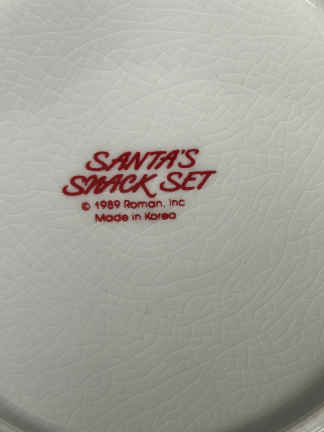 SANTA'S
SNACK SET
© 1989 Roman, Inc
Made in Korea